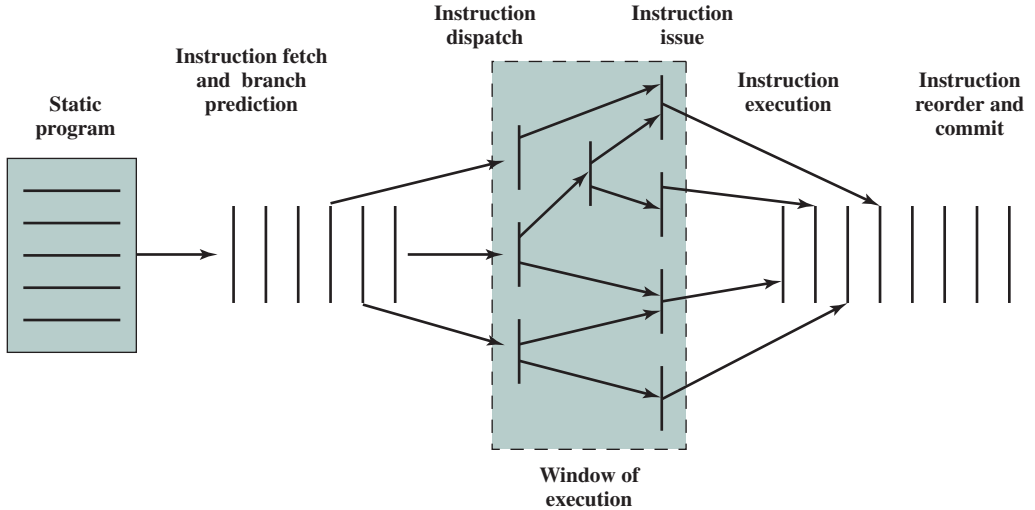 Static
program
Instruction fetch
and branch
prediction
Instruction
dispatch
Instruction
issue
Instruction
execution
Instruction
reorder and
commit
Window of
execution